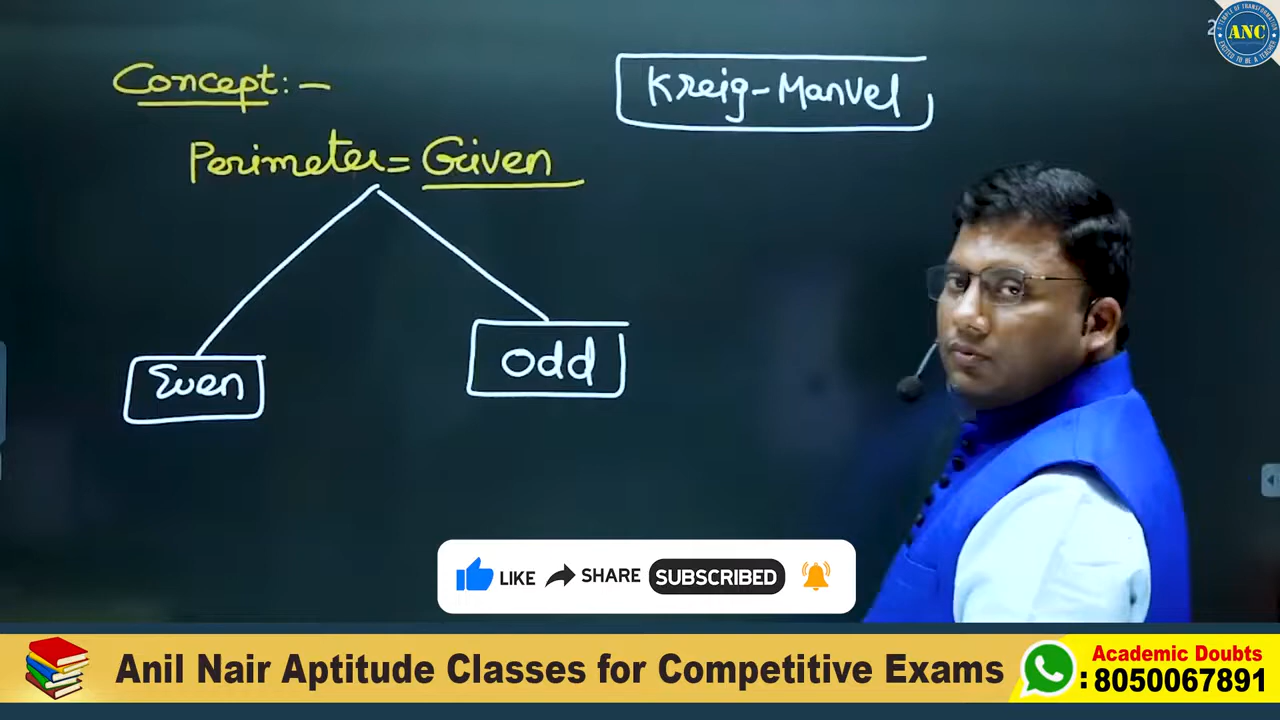 Concept:-
Kreig-Manvel
Perimeter = Given
Even
Odd
LIKE SHARE SUBSCRIBED
Anil Nair Aptitude Classes for Competitive Exams
Academic Doubts
: 8050067891
ANC